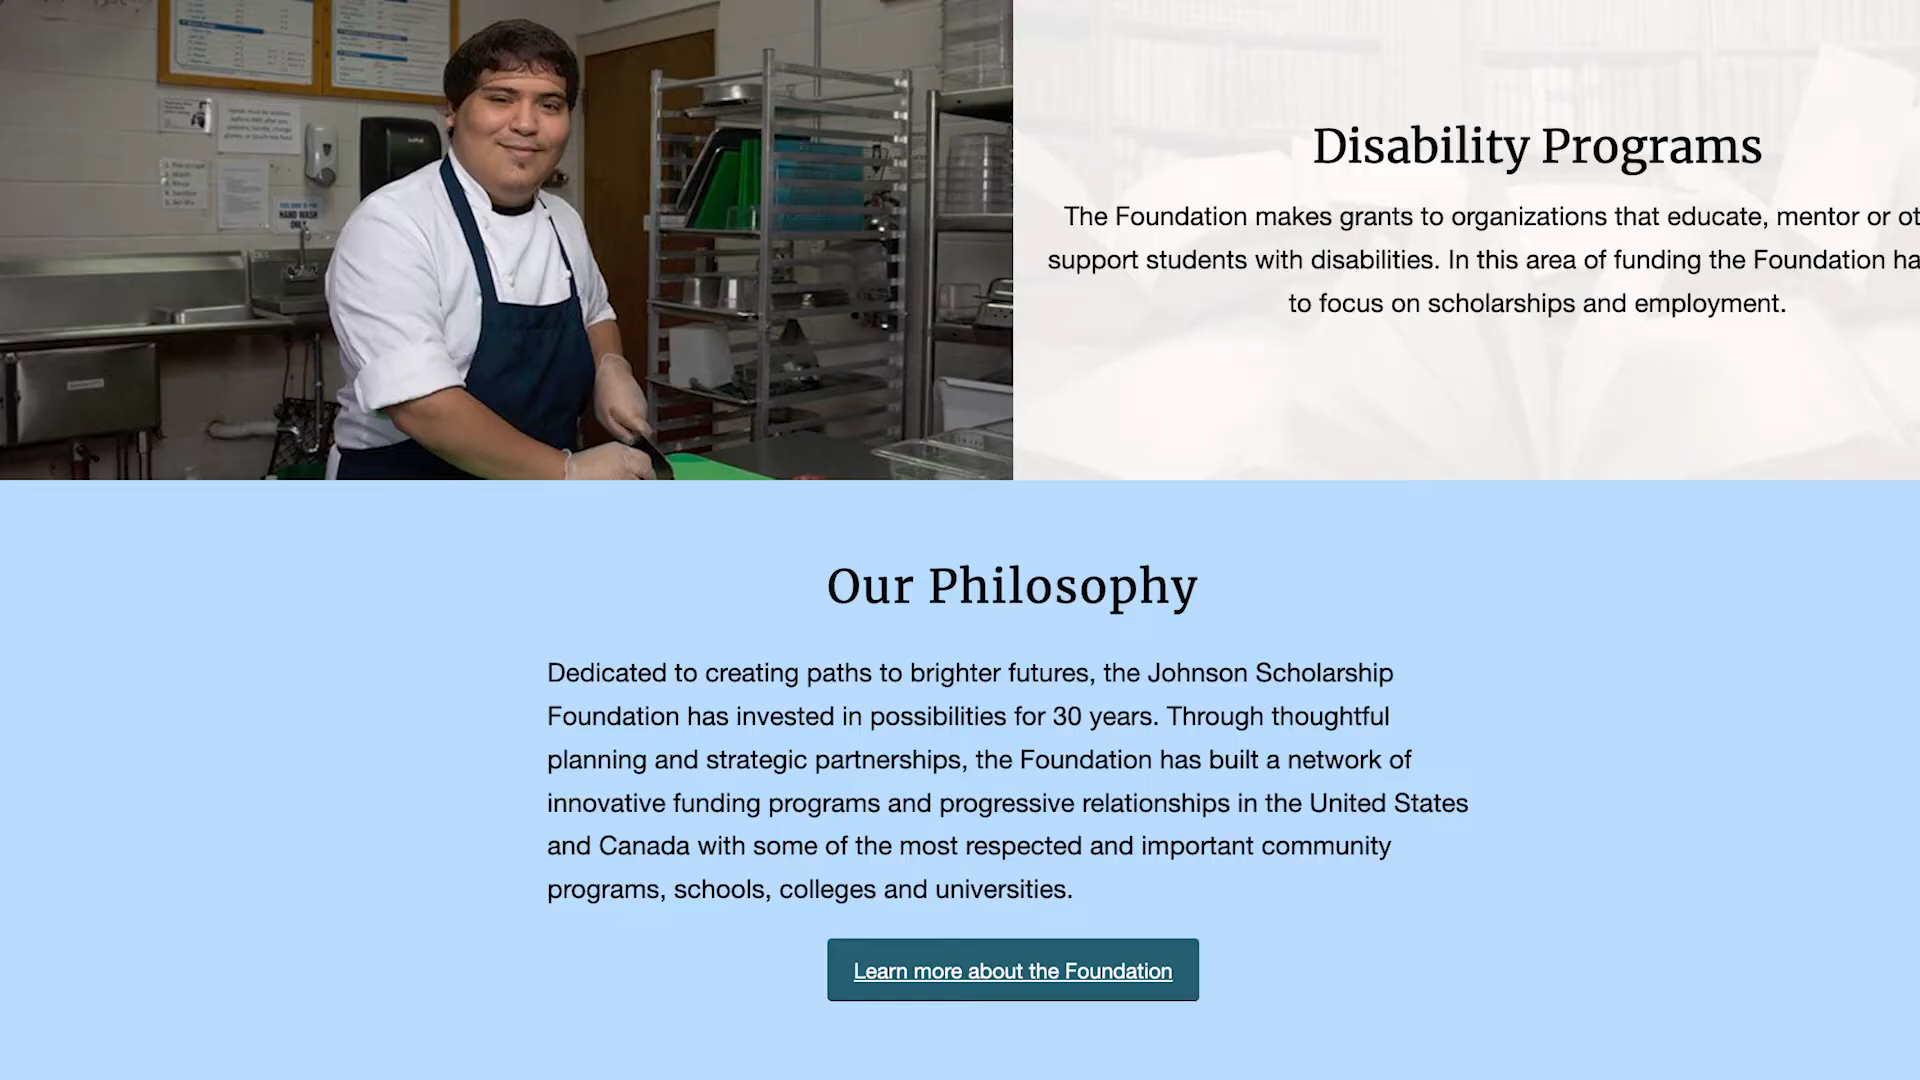 HAND WASH
ONLY
Disability Programs
The Foundation makes grants to organizations that educate, mentor or
support students with disabilities. In this area of funding the Foundation
to focus on scholarships and employment.
Our Philosophy
Dedicated to creating paths to brighter futures, the Johnson Scholarship
Foundation has invested in possibilities for 30 years. Through thoughtful
planning and strategic partnerships, the Foundation has built a network of
innovative funding programs and progressive relationships in the United States
and Canada with some of the most respected and important community
programs, schools, colleges and universities.
Learn more about the Foundation